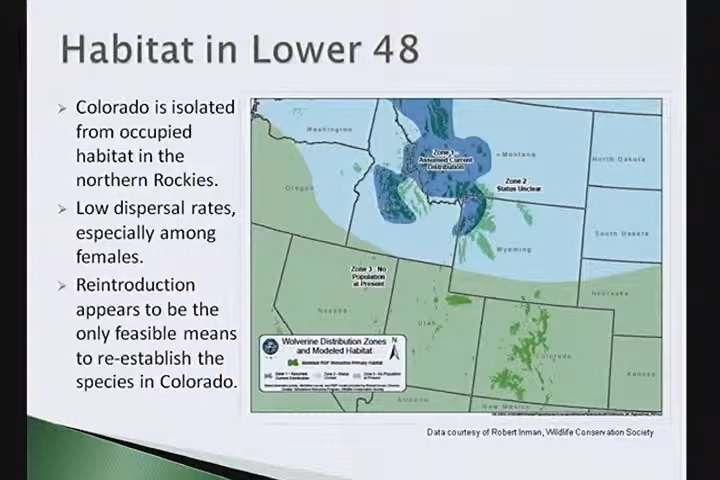 Habitat in Lower 48
Colorado is isolated
from occupied
habitat in the
northern Rockies.
Low dispersal rates,
especially among
females.
Reintroduction
appears to be the
only feasible means
to re-establish the
species in Colorado.
Washington
Zone 1 -
Assumed Current
Distribution
Montana
North Dakota
Zone 2
Status Unclear
Oregon
South Dakota
Wyoming
Zone 3 - No
Population
at Present
Nebraska
Nevada
Utah
Colorado
Kansas
Arizona
New Mexico
Wolverine Distribution Zones
and Modeled Habitat
N
Data courtesy of Robert Inman, Wildlife Conservation Society